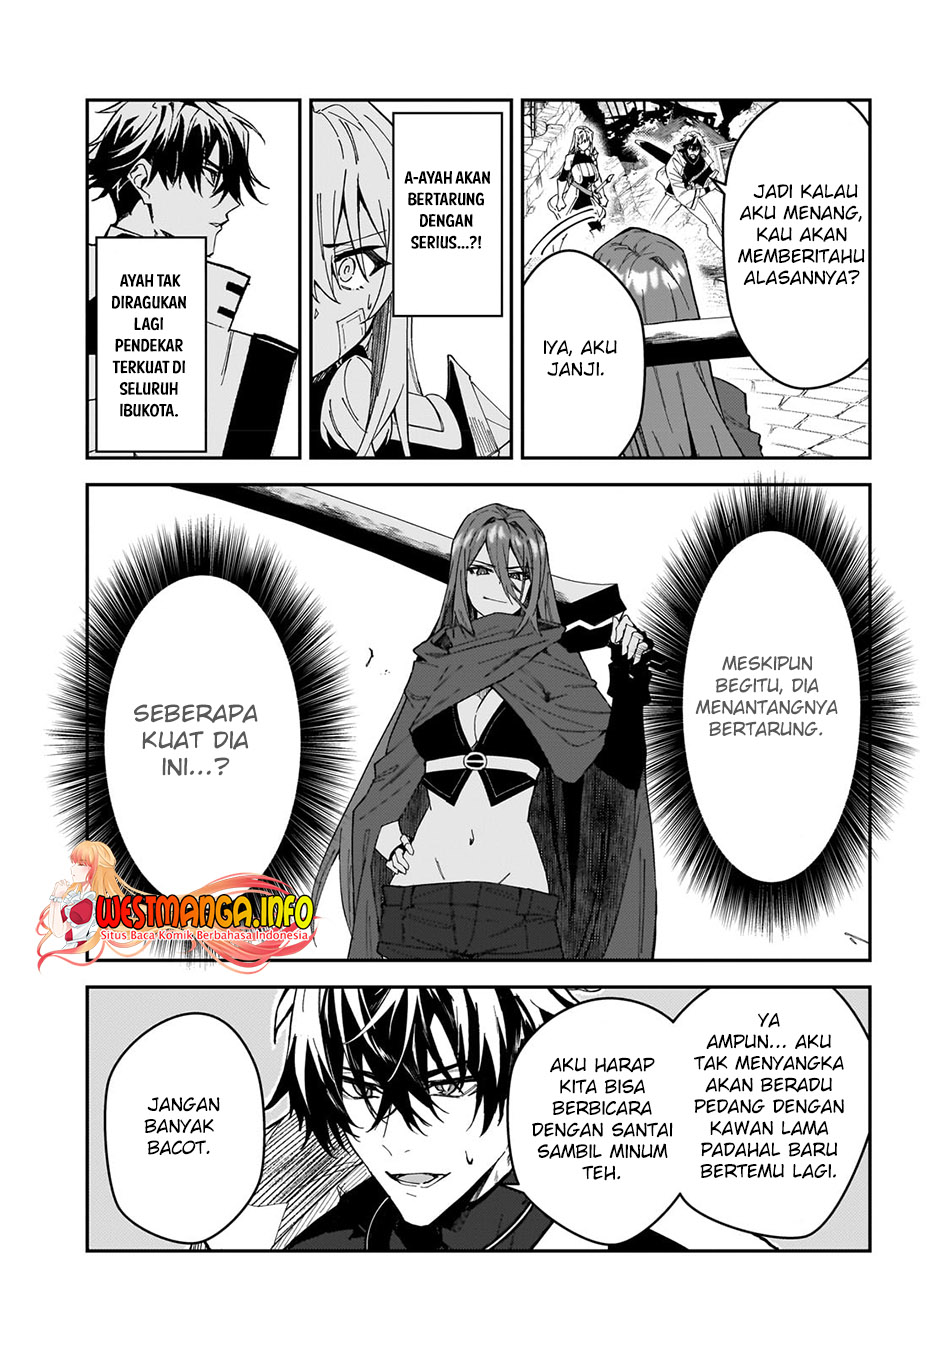 JADI KALAU
AKU MENANG,
KAU AKAN
MEMBERITAHU
ALASANNYA?
IYA, AKU
JANJI.
A-AYAH AKAN
BERTARUNG
DENGAN
SERIUS...?!
AYAH TAK
DIRAGUKAN
LAGI
PENDEKAR
TERKUAT DI
SELURUH
IBUKOTA.
MESKIPUN
BEGITU, DIA
MENANTANGNYA
BERTARUNG.
SEBERAPA
KUAT DIA
INI...?
WESTMANGA.INFO
Situs Baca Komik Berbahasa Indonesia
YA
AMPUN... AKU
TAK MENYANGKA
AKAN BERADU
PEDANG DENGAN
KAWAN LAMA
PADAHAL BARU
BERTEMU LAGI.
AKU HARAP
KITA BISA
BERBICARA
DENGAN SANTAI
SAMBIL MINUM
TEH.
JANGAN
BANYAK
BACOT.